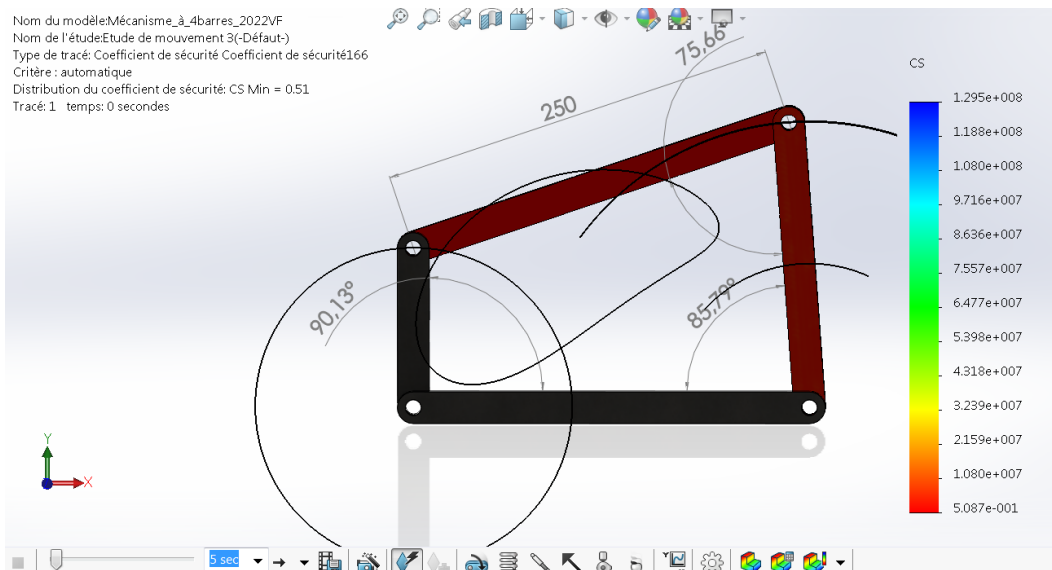 Nom du modèle:Mécanisme_à_4barres_2022VF
Nom de l'étude:Etude de mouvement 3(-Défaut-)
Type de tracé: Coefficient de sécurité Coefficient de sécurité166
Critère : automatique
Distribution du coefficient de sécurité: CS Min = 0.51
Tracé: 1 temps: 0 secondes
75,66°
250
90,13°
85,79°
CS
1.295e+008
1.188e+008
1.080e+008
9.716e+007
8.636e+007
7.557e+007
6.477e+007
5.398e+007
4.318e+007
3.239e+007
2.159e+007
1.080e+007
5.087e-001
Y
X
5 sec